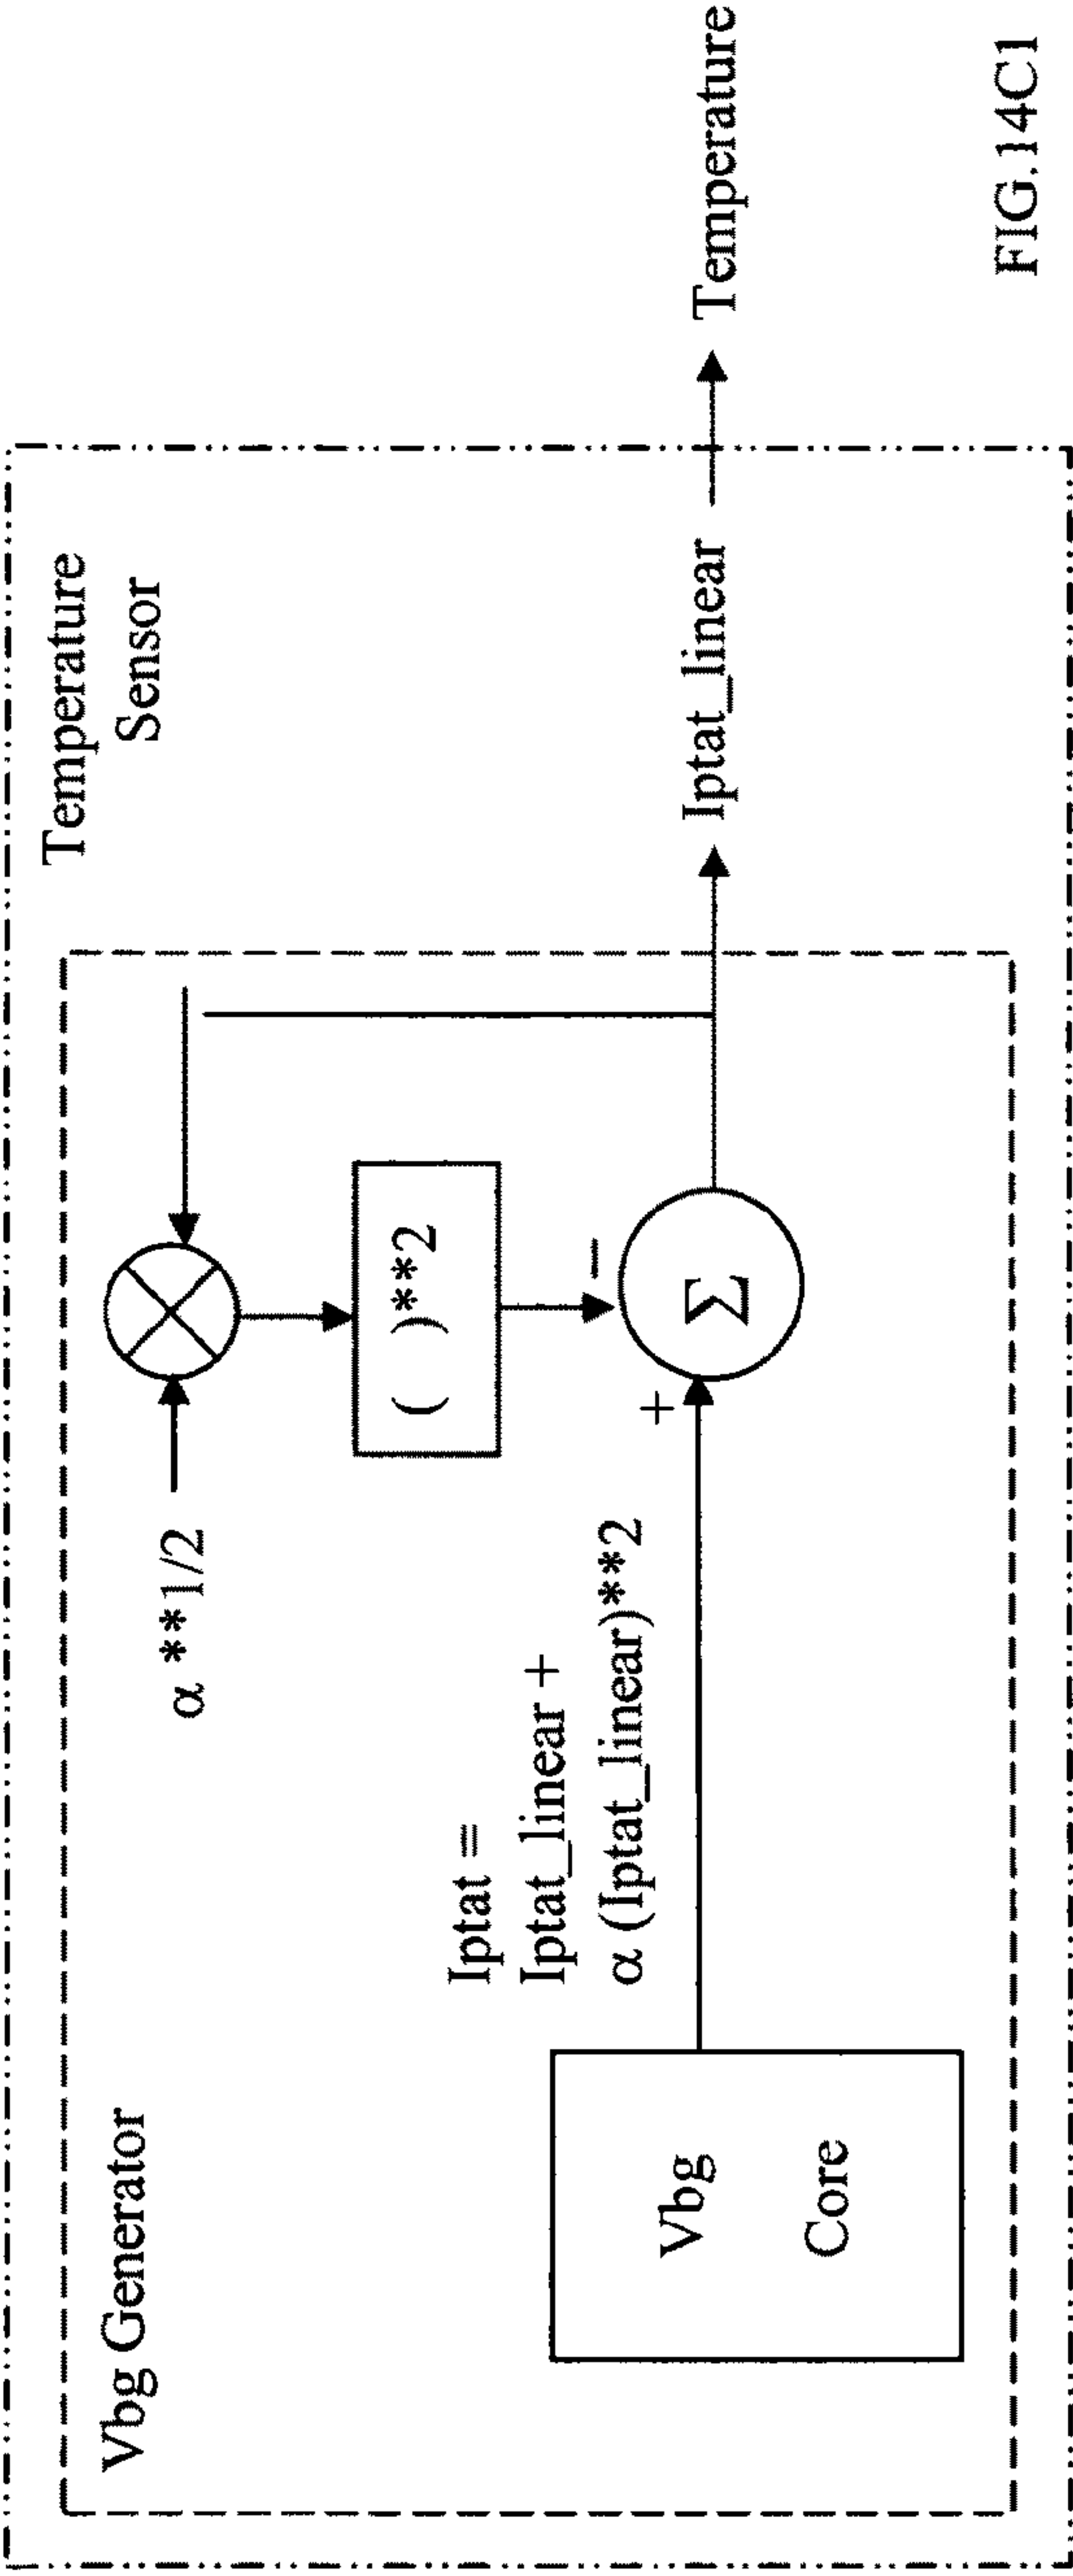 Temperature
Sensor
Vbg Generator
α **1/2
( )**2
Iptat =
Iptat_linear +
α (Iptat_linear)**2
+
−
Σ
Vbg
Core
Iptat_linear
Temperature
FIG.14C1